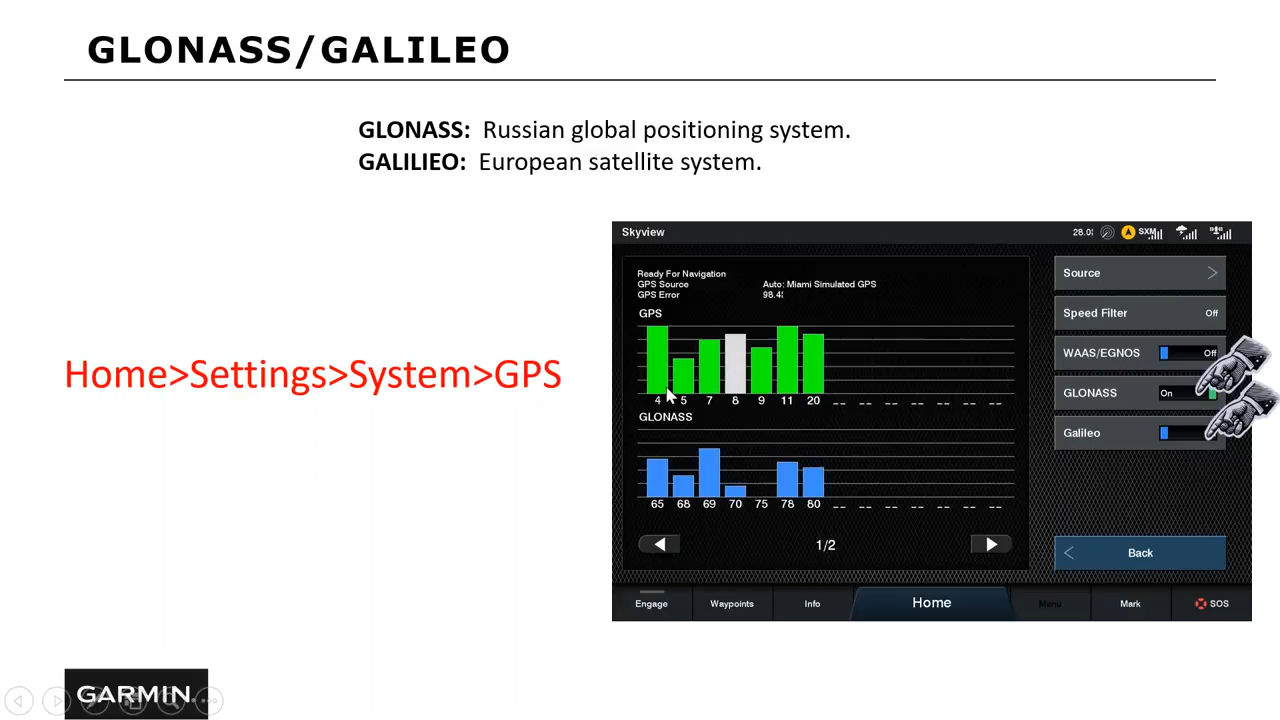 GLONASS/GALILEO
GLONASS: Russian global positioning system.
GALILIEO: European satellite system.
Home>Settings>System>GPS
Skyview
SXM
Ready For Navigation
GPS Source Auto: Miami Simulated GPS
GPS Error
GPS
4 5 7 8 9 11 20 -- -- -- -- -- -- --
GLONASS
65 68 69 70 75 78 80 -- -- -- -- -- -- --
1/2
Source
Speed Filter Off
WAAS/EGNOS Off
GLONASS On
Galileo
Back
Engage Waypoints Info Home Menu Mark SOS
GARMIN